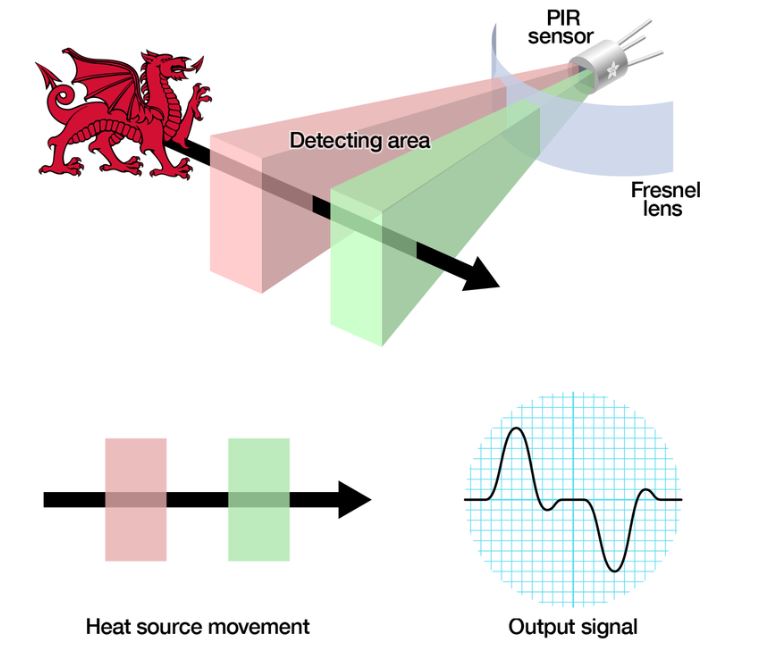 PIR
sensor
Detecting area
Fresnel
lens
Heat source movement
Output signal